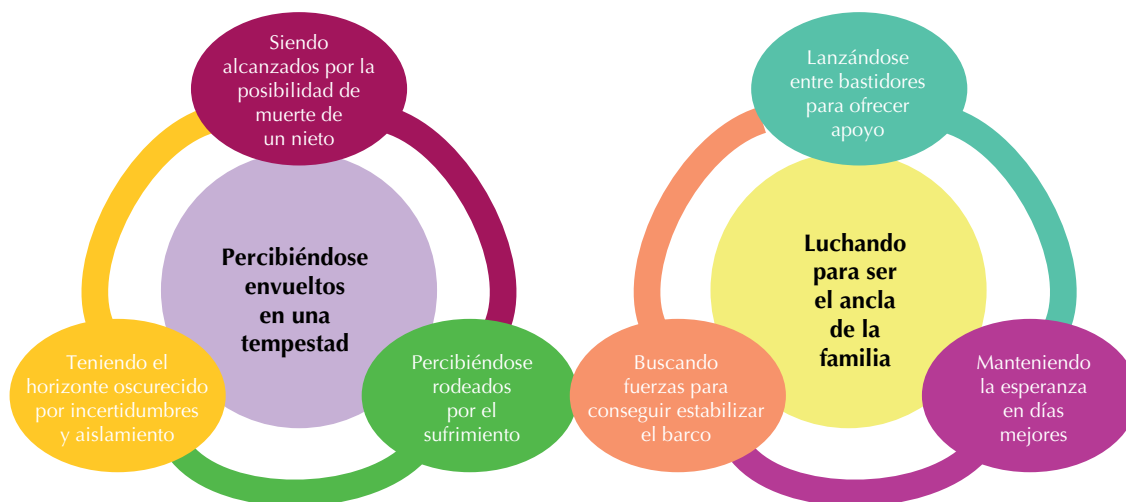 Siendo
alcanzados por la
posibilidad de
muerte de
un nieto
Percibiéndose
envueltos
en una
tempestad
Teniendo el
horizonte oscurecido
por incertidumbres
y aislamiento
Percibiéndose
rodeados
por el
sufrimiento
Lanzándose
entre bastidores
para ofrecer
apoyo
Luchando
para ser
el ancla
de la
familia
Buscando
fuerzas para
conseguir estabilizar
el barco
Manteniendo
la esperanza
en días
mejores